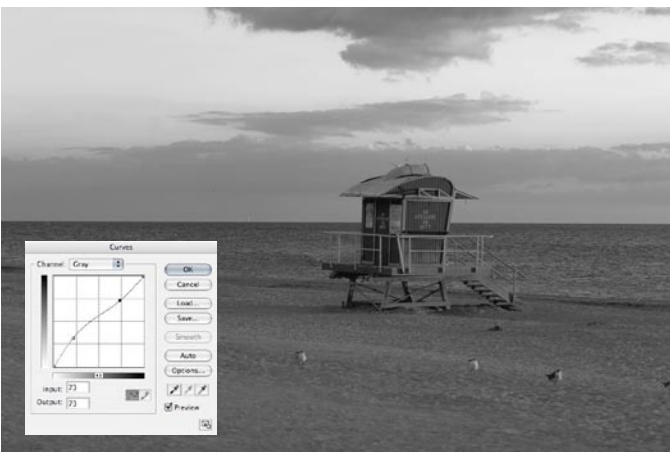 Curves
Channel: Gray
OK
Cancel
Load...
Save...
Smooth
Auto
Options...
Input: 73
Output: 73
Preview